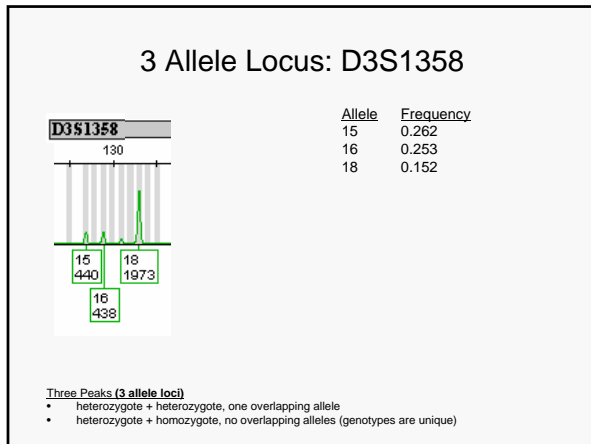 3 Allele Locus: D3S1358
Allele Frequency
15 0.262
16 0.253
18 0.152
D3S1358
130
15 18
440 1973
16
438
Three Peaks (3 allele loci)
• heterozygote + heterozygote, one overlapping allele
• heterozygote + homozygote, no overlapping alleles (genotypes are unique)